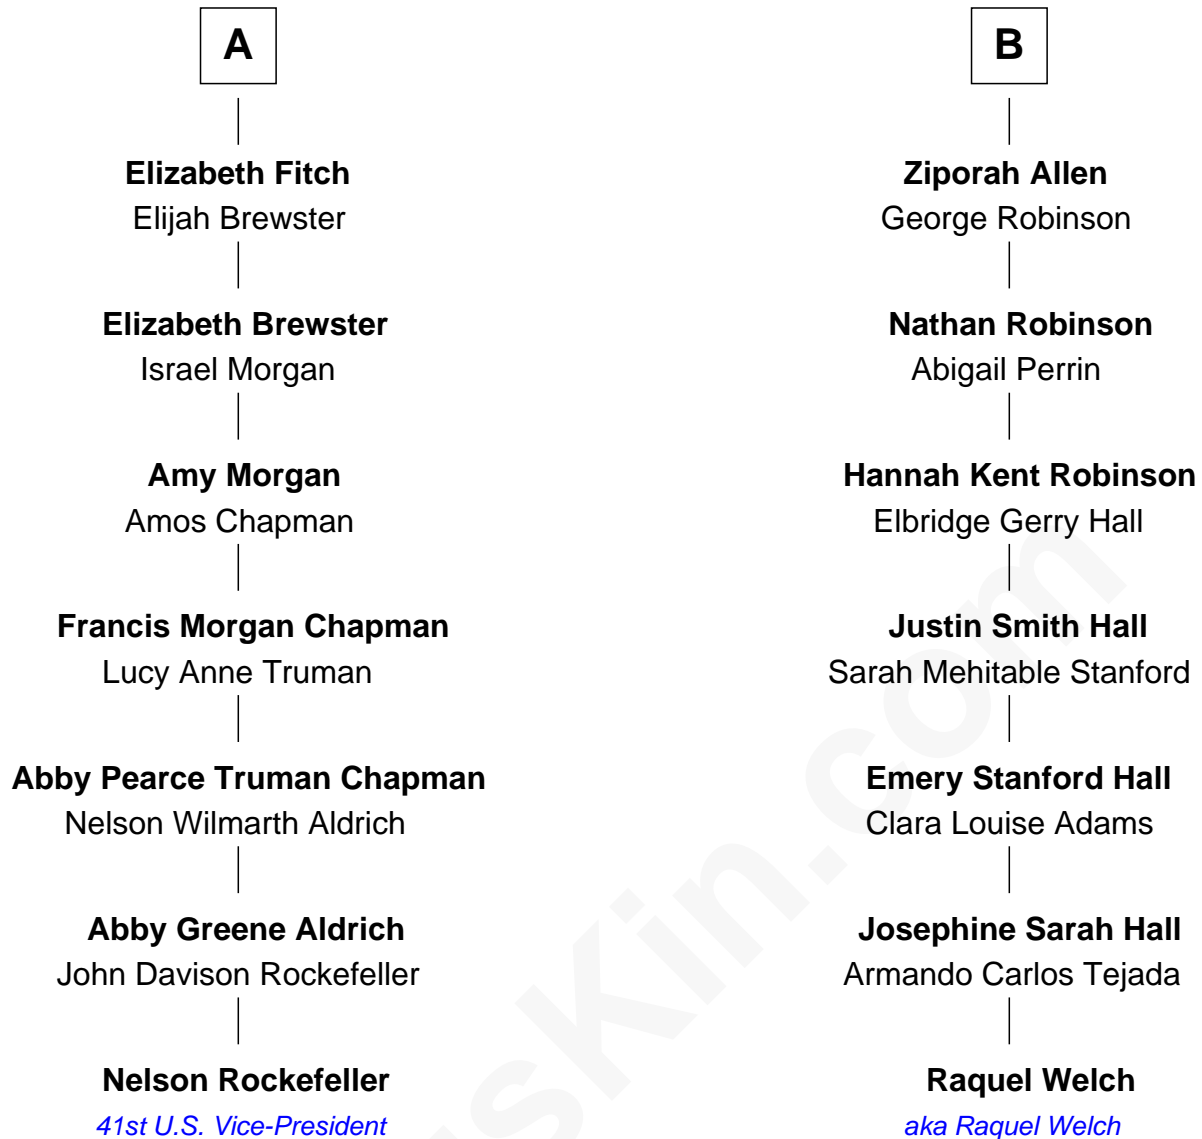 A
Elizabeth Fitch
Elijah Brewster
Elizabeth Brewster
Israel Morgan
Amy Morgan
Amos Chapman
Francis Morgan Chapman
Lucy Anne Truman
Abby Pearce Truman Chapman
Nelson Wilmarth Aldrich
Abby Greene Aldrich
John Davison Rockefeller
Nelson Rockefeller
41st U.S. Vice-President
B
Ziporah Allen
George Robinson
Nathan Robinson
Abigail Perrin
Hannah Kent Robinson
Elbridge Gerry Hall
Justin Smith Hall
Sarah Mehitable Stanford
Emery Stanford Hall
Clara Louise Adams
Josephine Sarah Hall
Armando Carlos Tejada
Raquel Welch
aka Raquel Welch
sKin.com